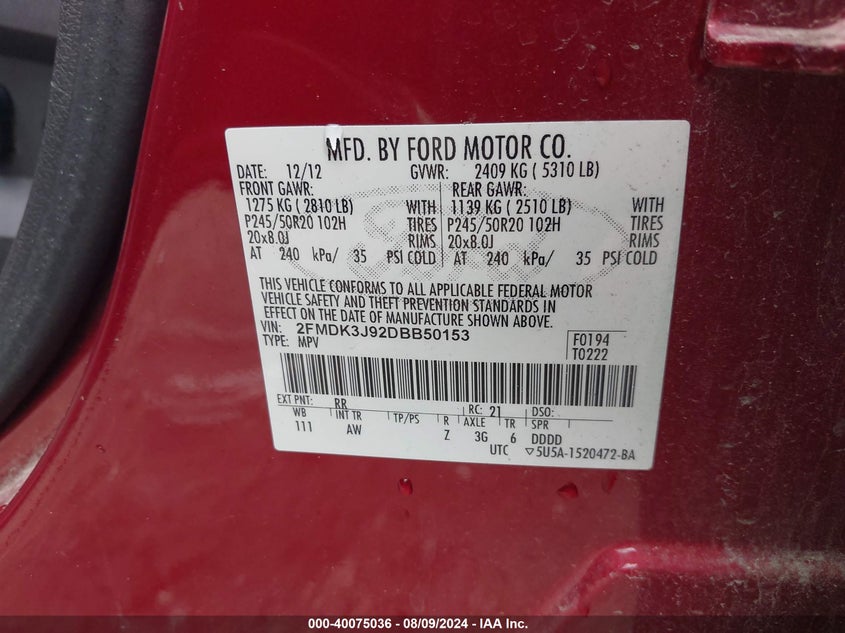 MFD. BY FORD MOTOR CO.
DATE: 12/12 GVWR: 2409 KG ( 5310 LB)
FRONT GAWR: REAR GAWR:
1275 KG ( 2810 LB) WITH 1139 KG ( 2510 LB) WITH
P245/50R20 102H TIRES P245/50R20 102H TIRES
20x8.0J RIMS 20x8.0J RIMS
AT 240 kPa/ 35 PSI COLD AT 240 kPa/ 35 PSI COLD
THIS VEHICLE CONFORMS TO ALL APPLICABLE FEDERAL MOTOR
VEHICLE SAFETY AND THEFT PREVENTION STANDARDS IN
EFFECT ON THE DATE OF MANUFACTURE SHOWN ABOVE.
VIN: 2FMDK3J92DBB50153 F0194
TYPE: MPV T0222
EXT PNT: RR RC: 21 DSO:
WB INT TR TP/PS R AXLE TR SPR
111 AW Z 3G 6 DDDD
UTC ▽5U5A-1520472-BA
000-40075036 - 08/09/2024 - IAA Inc.